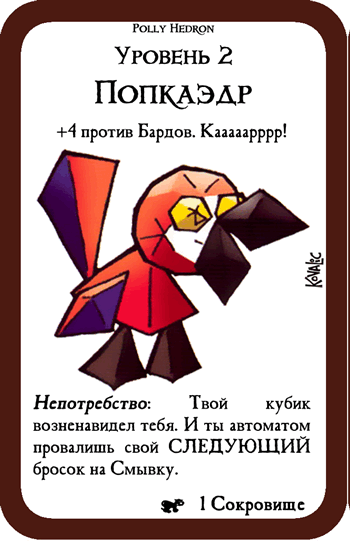 Polly Hedron
Уровень 2
Попкаэдр
+4 против Бардов. Кааааарррр!
Kovalic
Непотребство: Твой кубик
возненавидел тебя. И ты автоматом
провалишь свой СЛЕДУЮЩИЙ
бросок на Смывку.
1 Сокровище